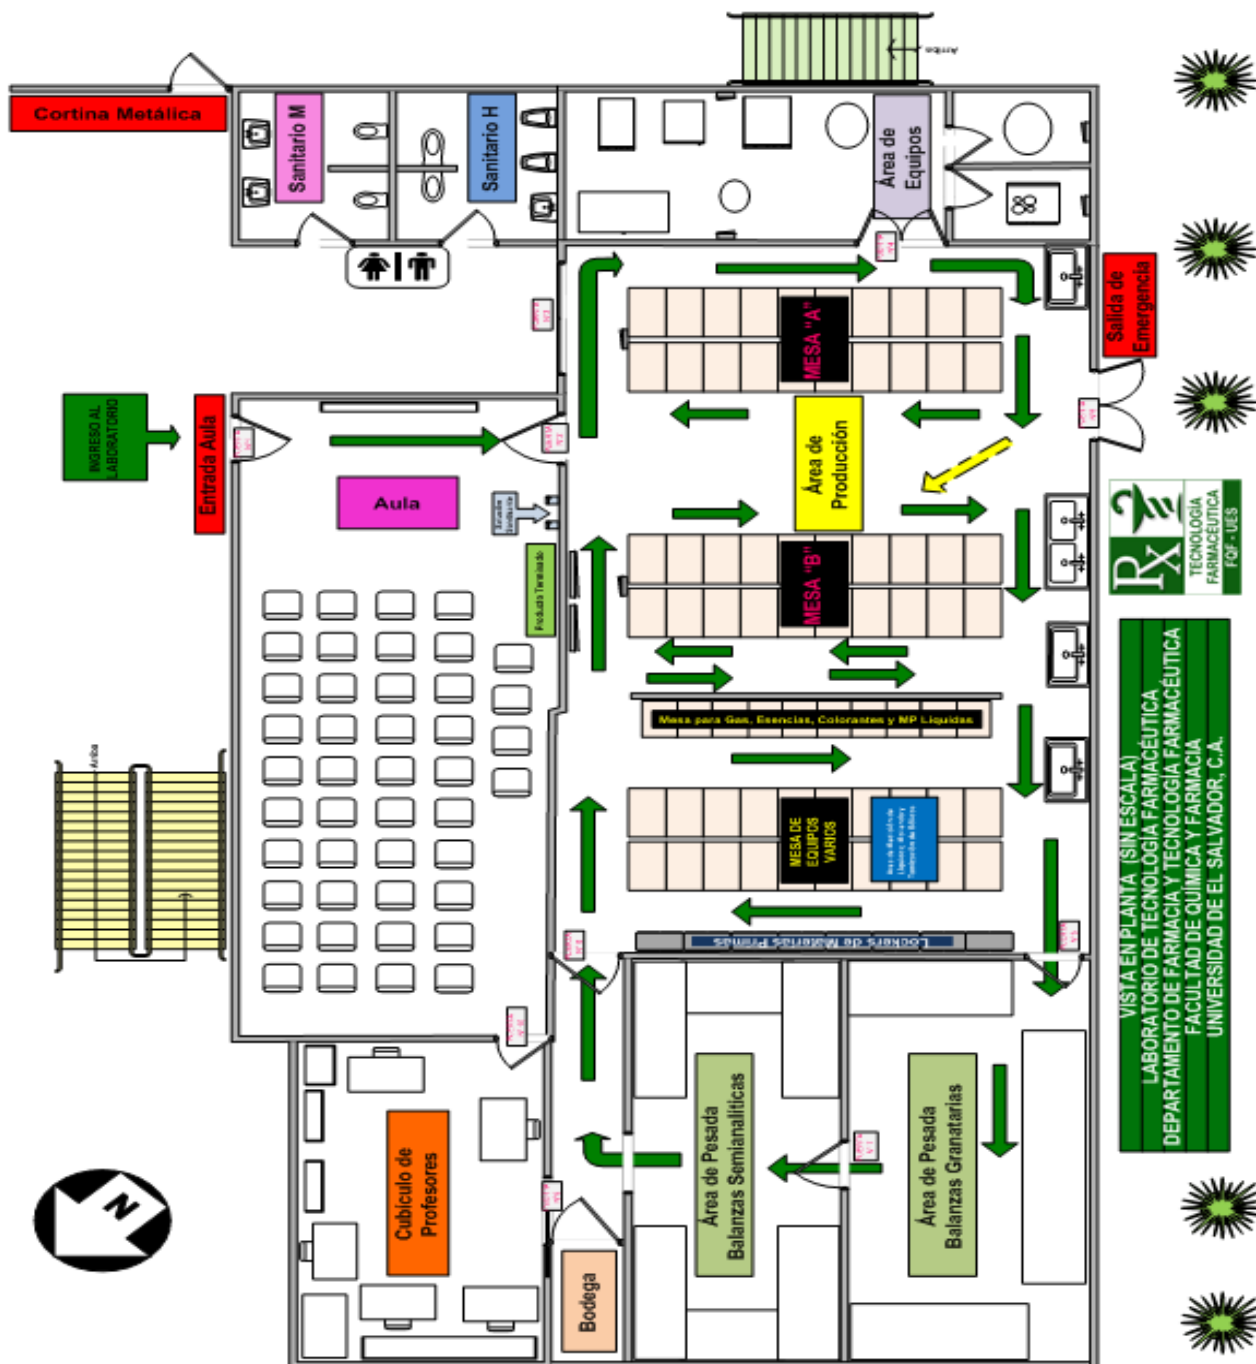 Arriba
Cortina Metálica
Sanitario M
Sanitario H
Área de
Equipos
Salida de
Emergencia
MESA "A"
INGRESO AL
LABORATORIO
Entrada Aula
Aula
Área de
Producción
Producto Terminado
MESA "B"
Rx
TECNOLOGÍA
FARMACÉUTICA
FQF - UES
Mesa para Gas, Esencias, Colorantes y MP Liquidas
Arriba
MESA DE
EQUIPOS
VARIOS
Lockers de Materias Primas
VISTA EN PLANTA (SIN ESCALA)
LABORATORIO DE TECNOLOGÍA FARMACÉUTICA
DEPARTAMENTO DE FARMACIA Y TECNOLOGÍA FARMACÉUTICA
FACULTAD DE QUÍMICA Y FARMACIA
UNIVERSIDAD DE EL SALVADOR, C.A.
Cubículo de
Profesores
Área de Pesada
Balanzas Semianalíticas
Área de Pesada
Balanzas Granatarias
Bodega
N